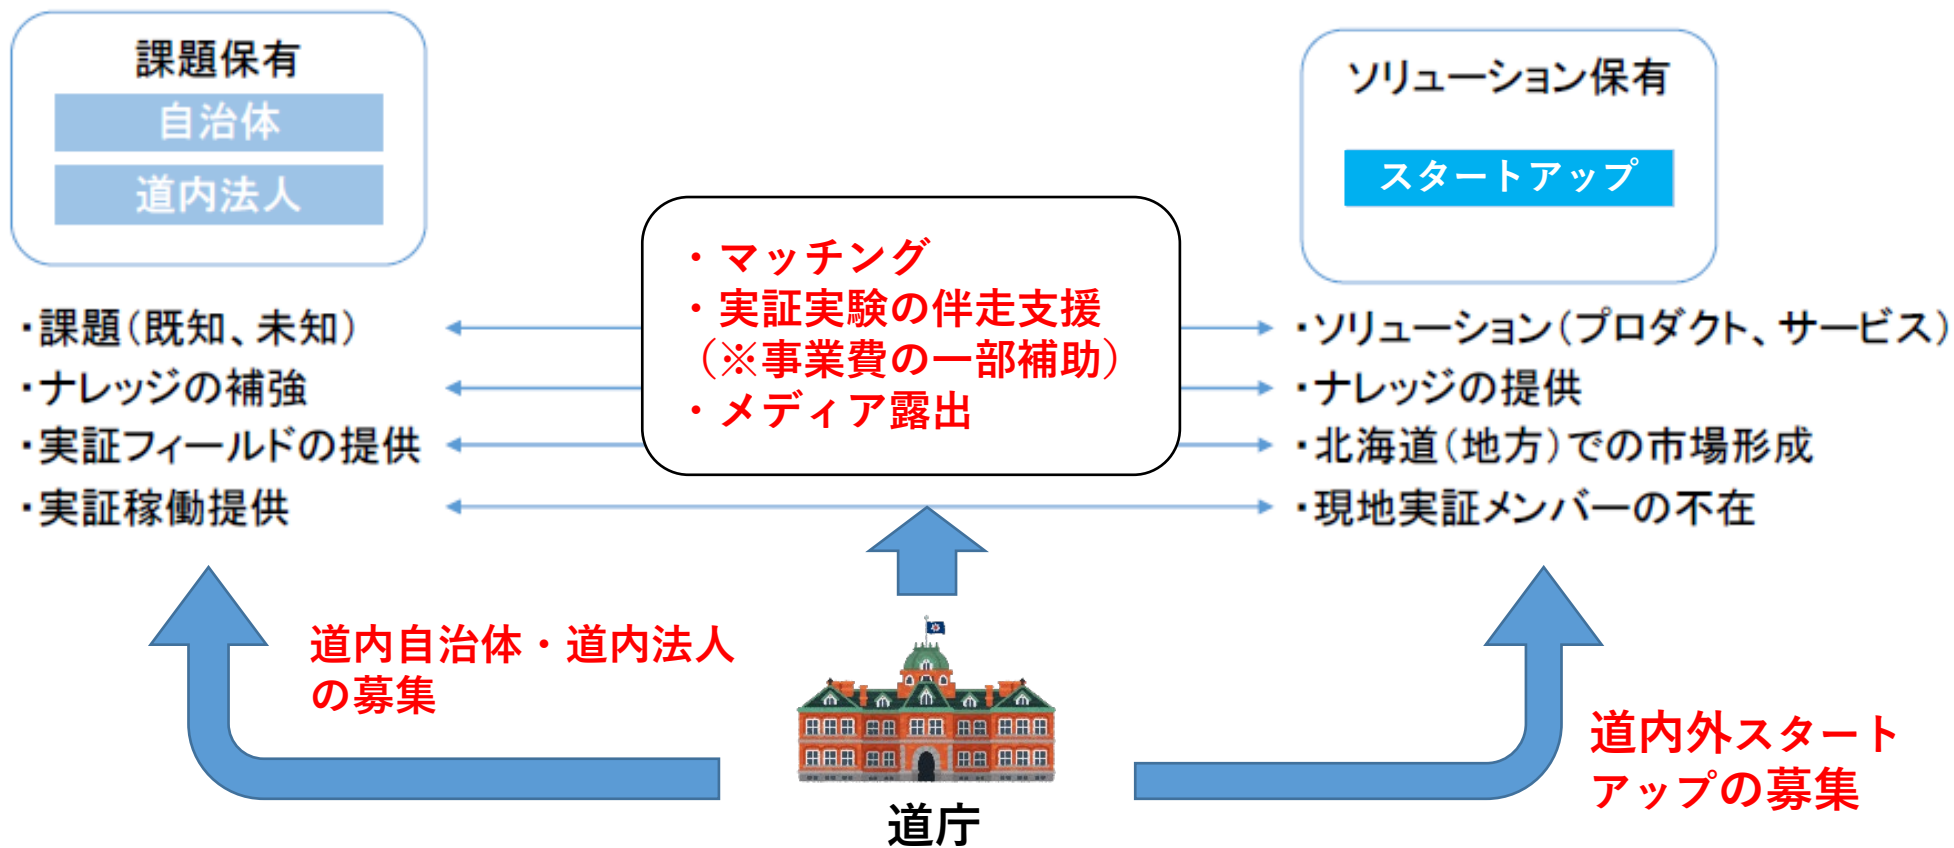 課題保有
自治体
道内法人
ソリューション保有
スタートアップ
・マッチング
・実証実験の伴走支援
（※事業費の一部補助）
・メディア露出
・課題(既知、未知)
・ナレッジの補強
・実証フィールドの提供
・実証稼働提供
・ソリューション(プロダクト、サービス)
・ナレッジの提供
・北海道(地方)での市場形成
・現地実証メンバーの不在
道内自治体・道内法人
の募集
道庁
道内外スタート
アップの募集